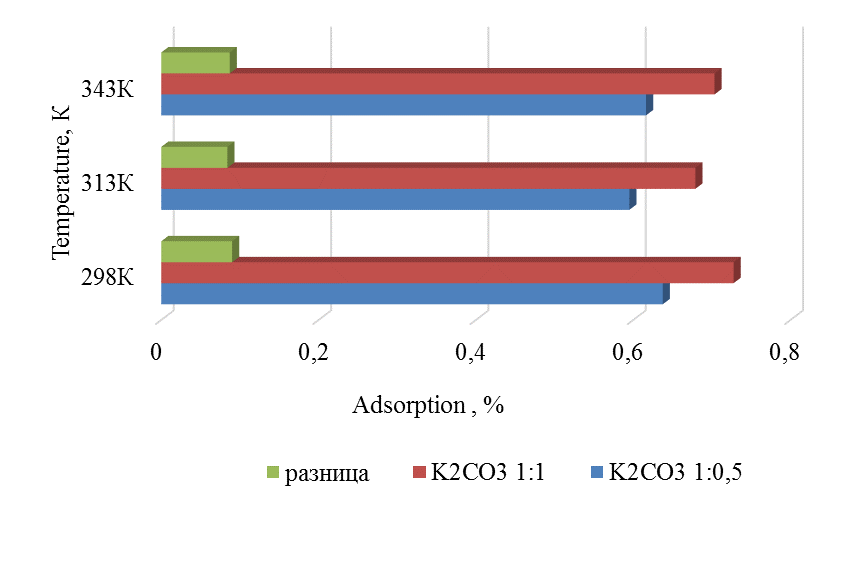 Temperature, K
343K
313K
298K
0 0,2 0,4 0,6 0,8
Adsorption , %
разница K2CO3 1:1 K2CO3 1:0,5